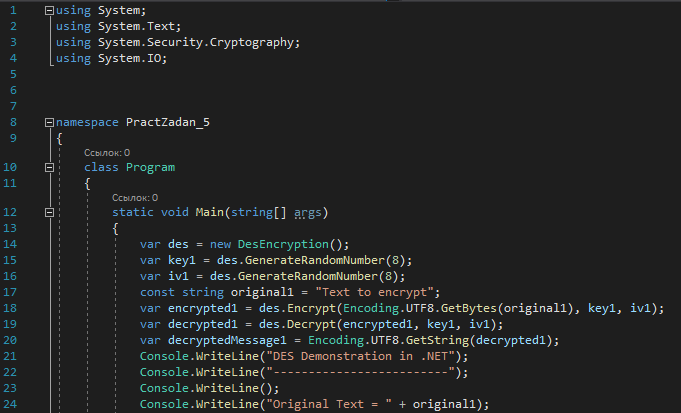 1 using System;
2 using System.Text;
3 using System.Security.Cryptography;
4 using System.IO;
5
6
7
8 namespace PractZadan_5
9 {
Ссылок: 0
10 class Program
11 {
Ссылок: 0
12 static void Main(string[] args)
13 {
14 var des = new DesEncryption();
15 var key1 = des.GenerateRandomNumber(8);
16 var iv1 = des.GenerateRandomNumber(8);
17 const string original1 = "Text to encrypt";
18 var encrypted1 = des.Encrypt(Encoding.UTF8.GetBytes(original1), key1, iv1);
19 var decrypted1 = des.Decrypt(encrypted1, key1, iv1);
20 var decryptedMessage1 = Encoding.UTF8.GetString(decrypted1);
21 Console.WriteLine("DES Demonstration in .NET");
22 Console.WriteLine("-------------------------");
23 Console.WriteLine();
24 Console.WriteLine("Original Text = " + original1);